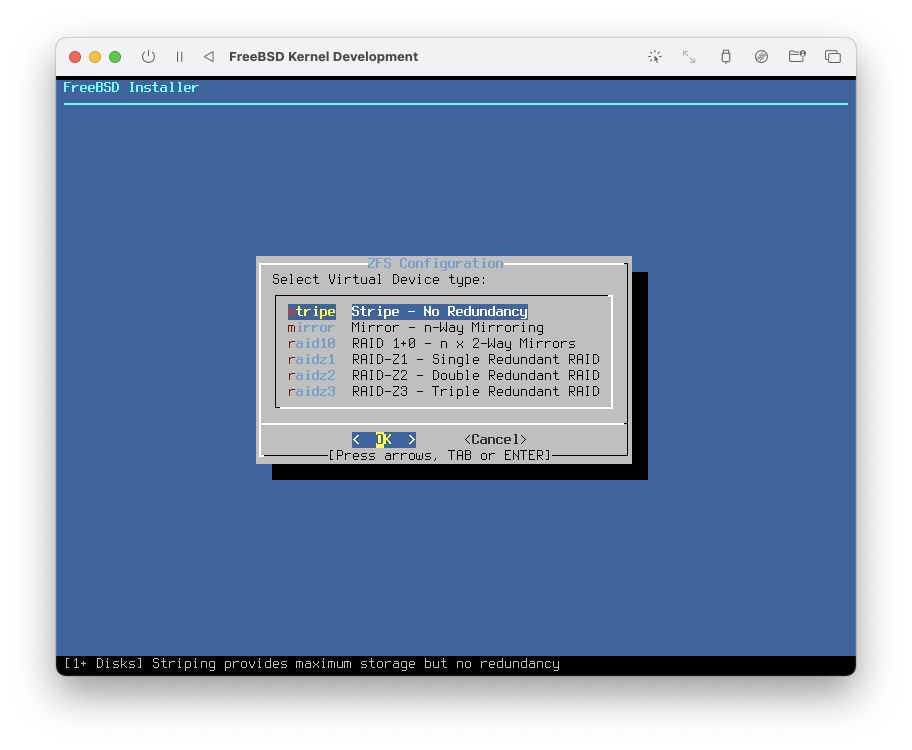 FreeBSD Kernel Development
FreeBSD Installer
ZFS Configuration
Select Virtual Device type:
stripe Stripe - No Redundancy
mirror Mirror - n-Way Mirroring
raid10 RAID 1+0 - n x 2-Way Mirrors
raidz1 RAID-Z1 - Single Redundant RAID
raidz2 RAID-Z2 - Double Redundant RAID
raidz3 RAID-Z3 - Triple Redundant RAID
< OK > <Cancel>
[Press arrows, TAB or ENTER]
[1+ Disks] Striping provides maximum storage but no redundancy